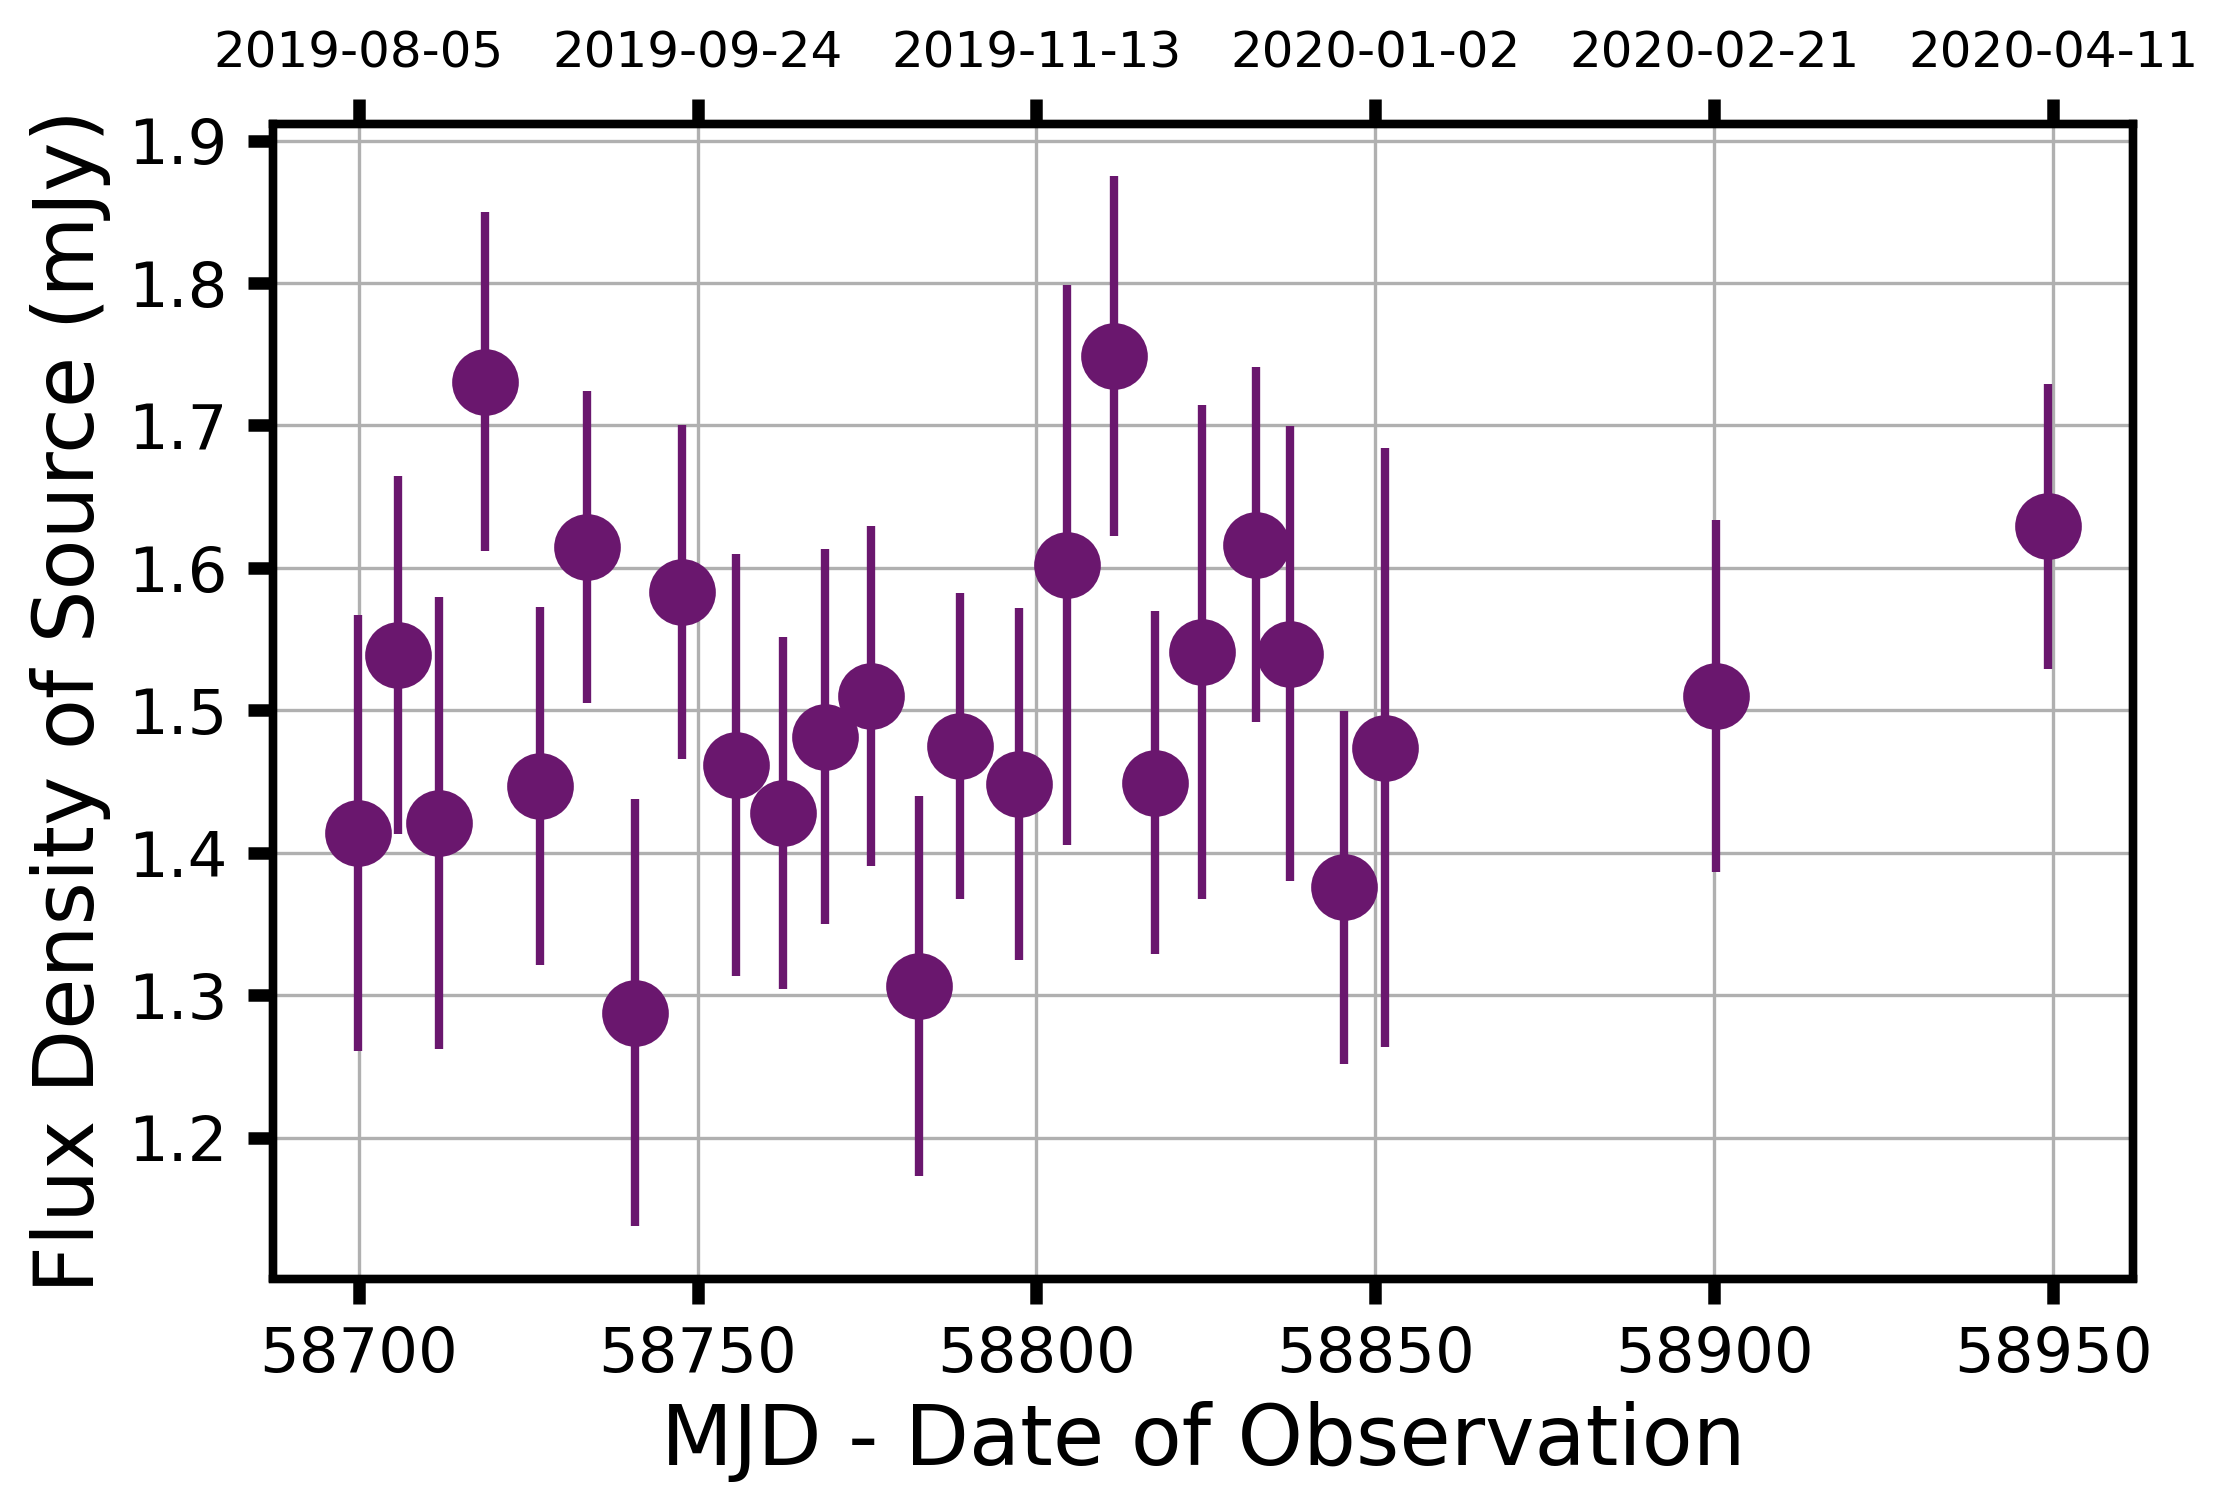 2019-08-05 2019-09-24 2019-11-13 2020-01-02 2020-02-21 2020-04-11
Flux Density of Source (mJy)
1.9
1.8
1.7
1.6
1.5
1.4
1.3
1.2
58700 58750 58800 58850 58900 58950
MJD - Date of Observation